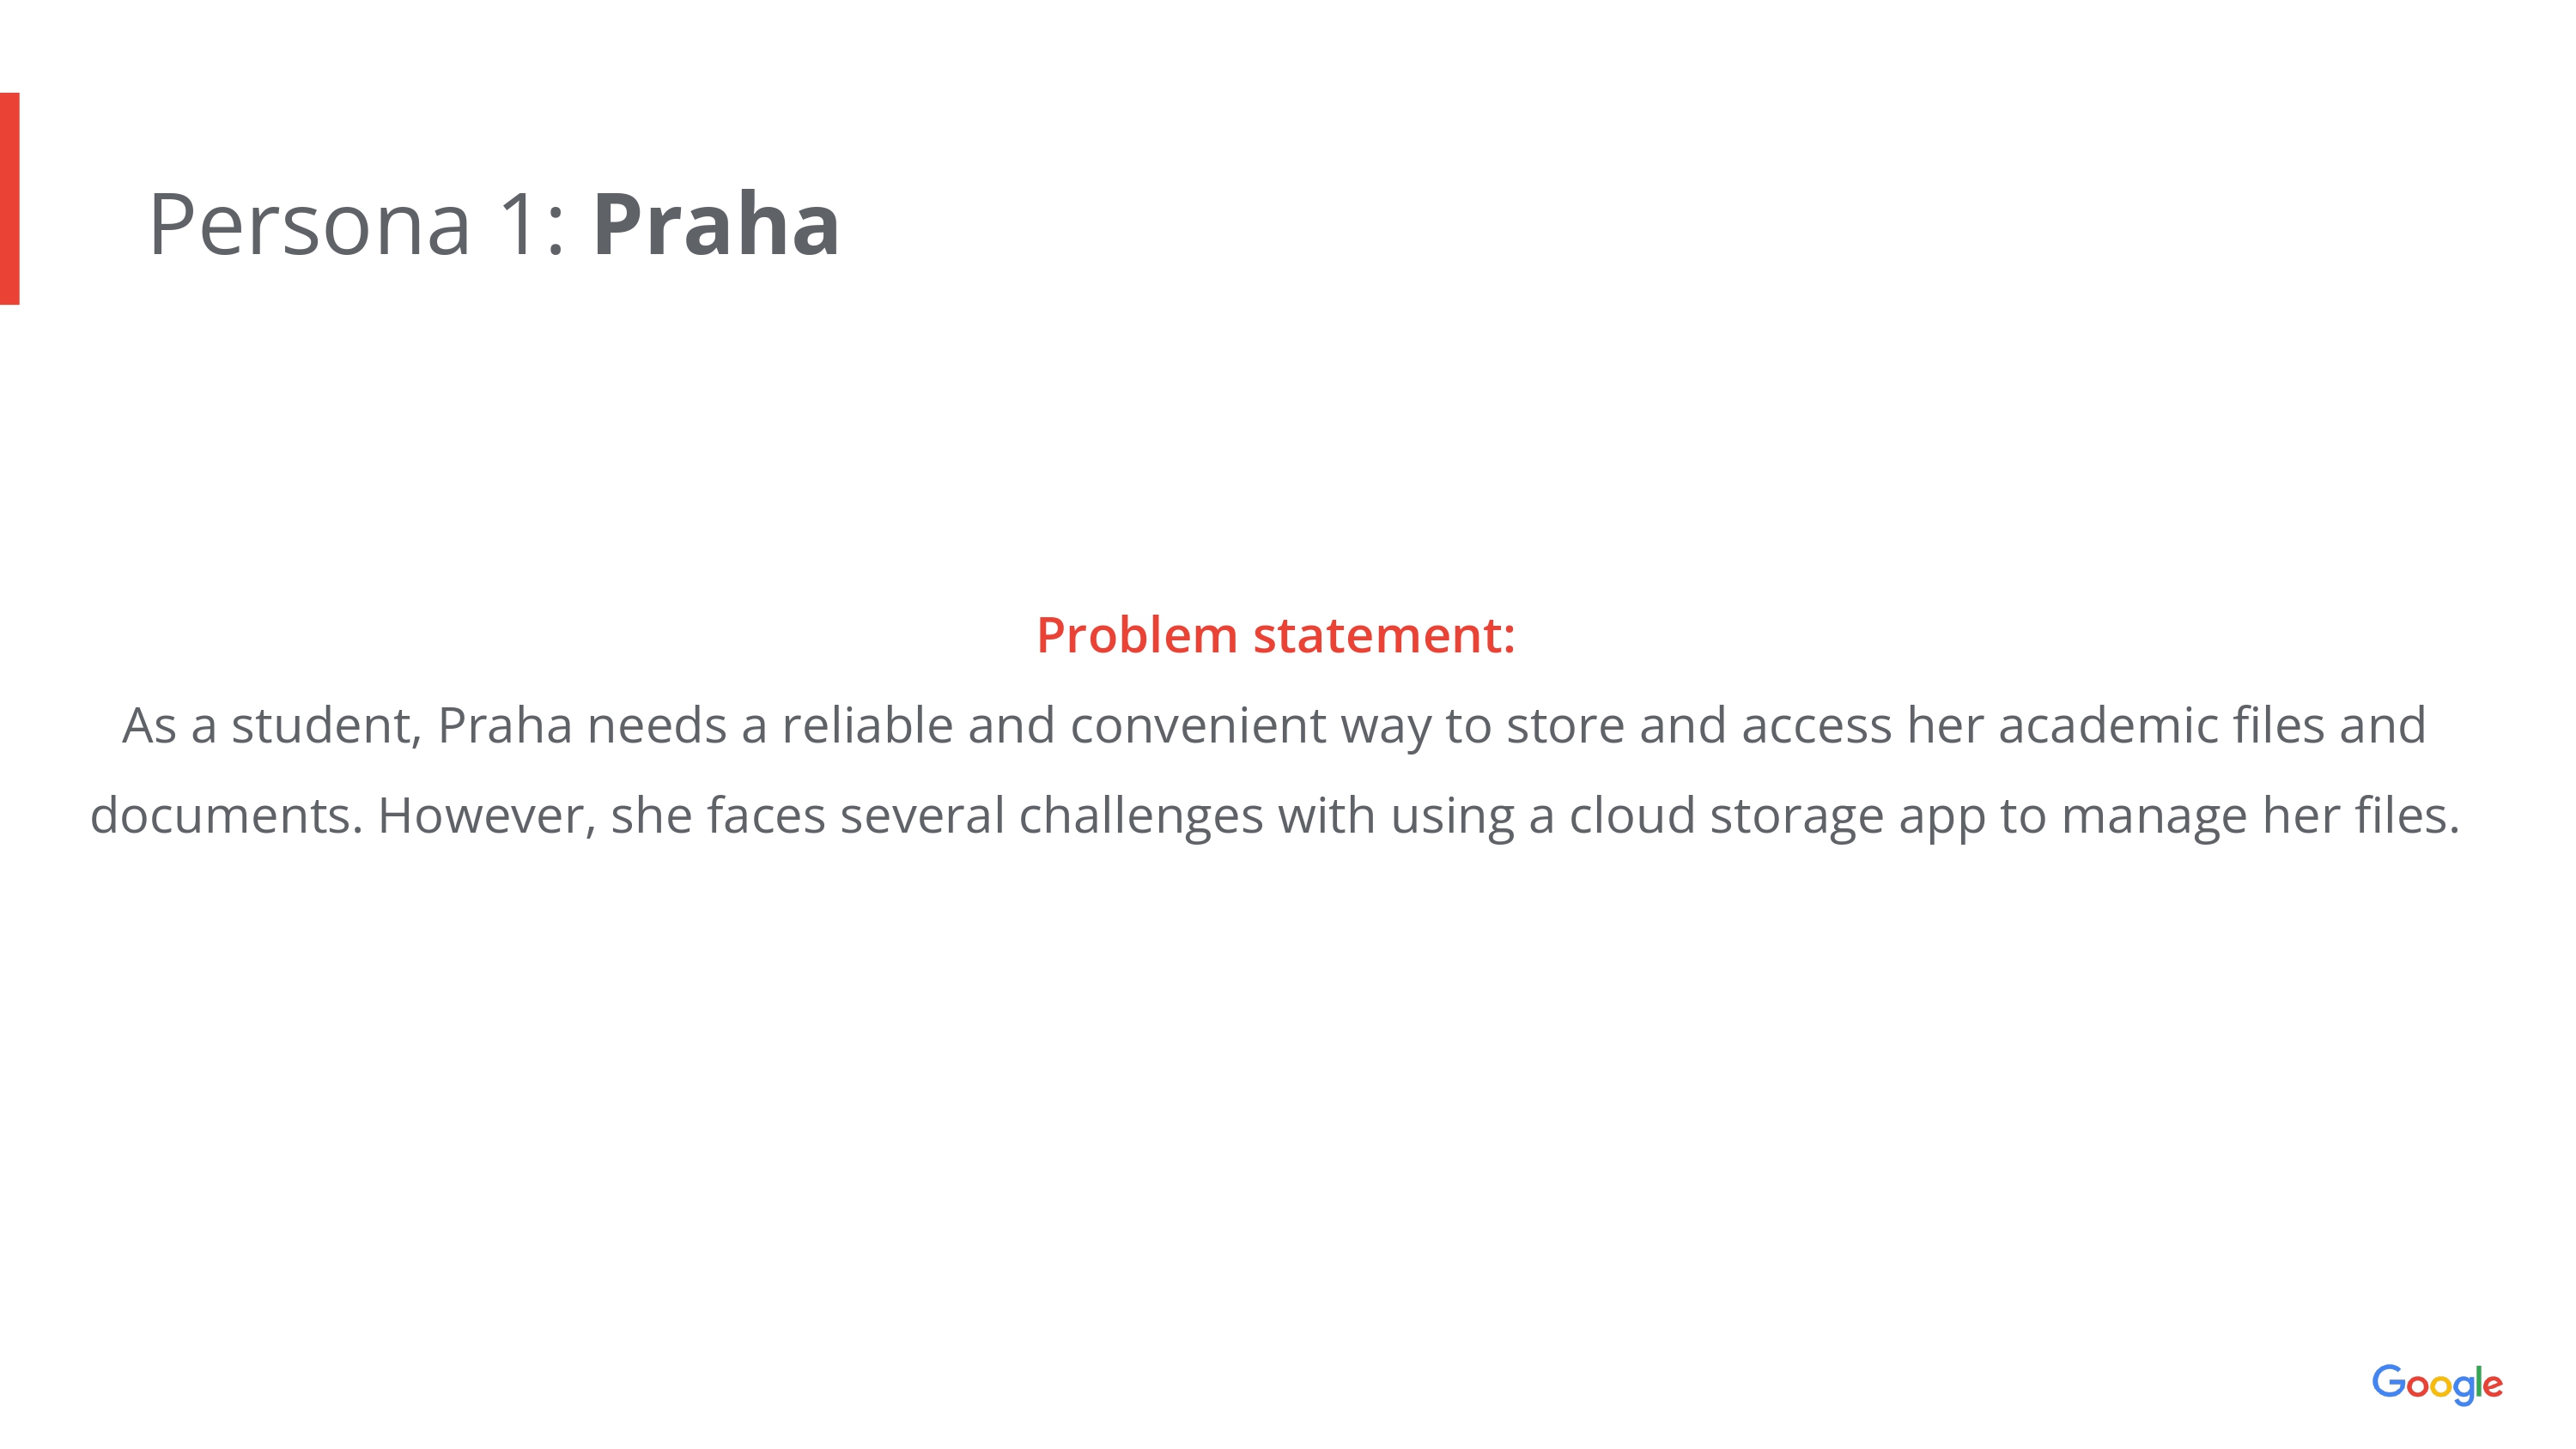 Persona 1: Praha
Problem statement:
As a student, Praha needs a reliable and convenient way to store and access her academic files and
documents. However, she faces several challenges with using a cloud storage app to manage her files.
Google